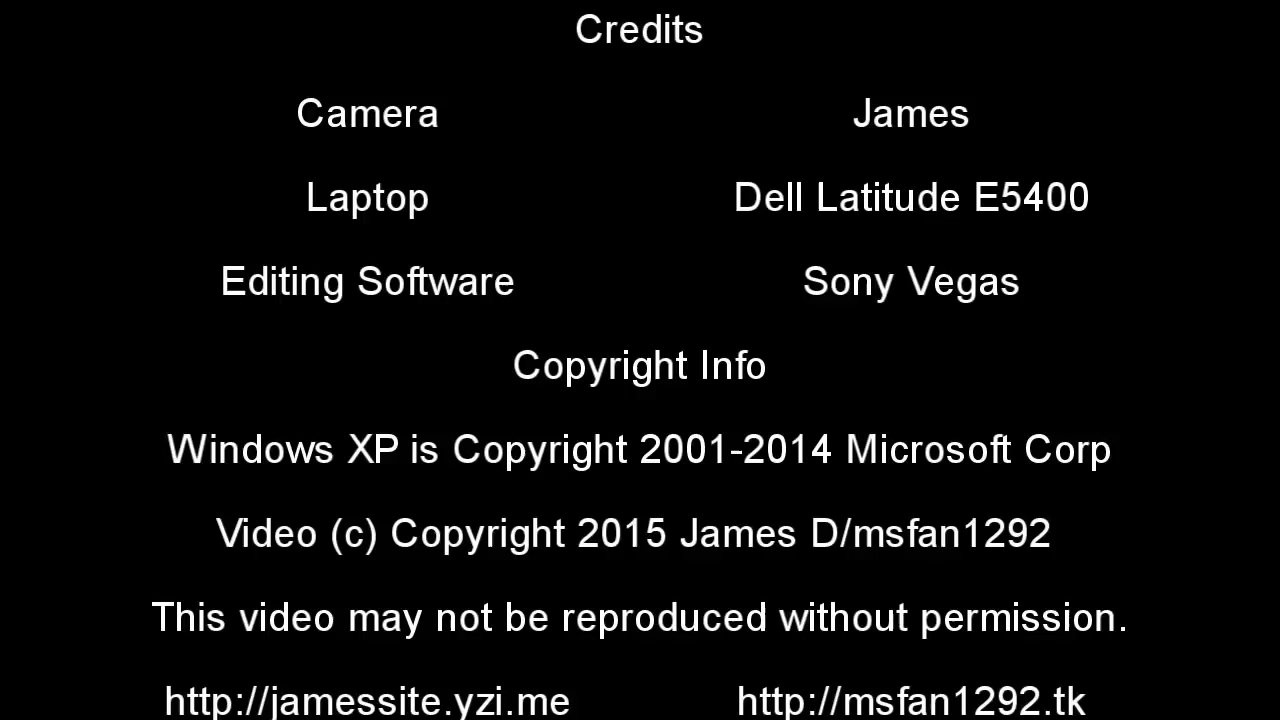 Credits
Camera James
Laptop Dell Latitude E5400
Editing Software Sony Vegas
Copyright Info
Windows XP is Copyright 2001-2014 Microsoft Corp
Video (c) Copyright 2015 James D/msfan1292
This video may not be reproduced without permission.
http://jamessite.yzi.me http://msfan1292.tk